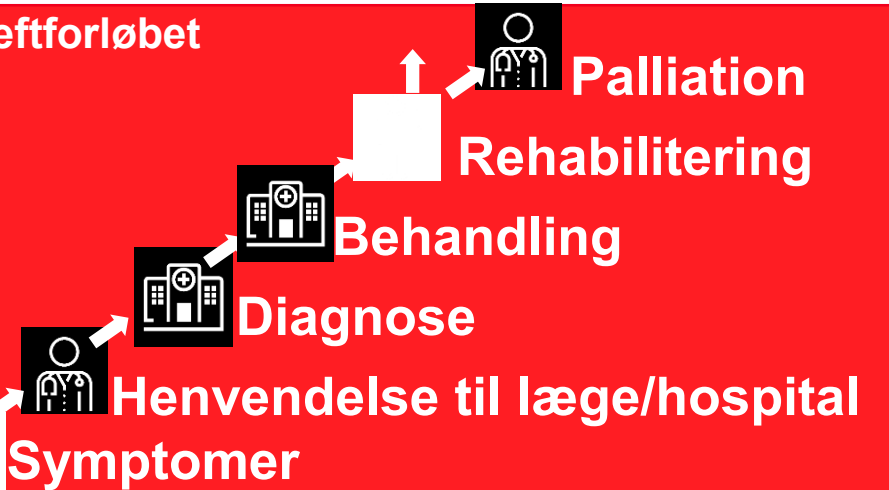 eftforløbet
Palliation
Rehabilitering
Behandling
Diagnose
Henvendelse til læge/hospital
Symptomer